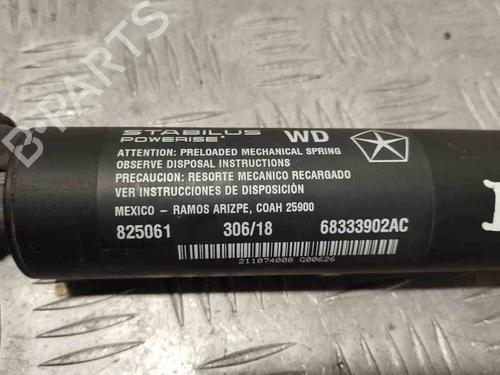 B-PARTS
STABILUS
POWERISE WD
ATTENTION: PRELOADED MECHANICAL SPRING
OBSERVE DISPOSAL INSTRUCTIONS
PRECAUCION: RESORTE MECANICO RECARGADO
VER INSTRUCCIONES DE DISPOSICIÓN
MEXICO – RAMOS ARIZPE, COAH 25900
825061 306/18 68333902AC
211074008 G00626